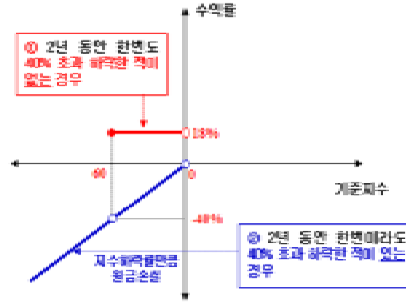 수익률
① 2년 동안 한번도
40% 초과 하락한 적이
없는 경우
18%
60
0
기준지수
-40%
② 2년 동안 한번이라도
40% 초과 하락한 적이 있는
경우
지수하락률만큼
원금손실